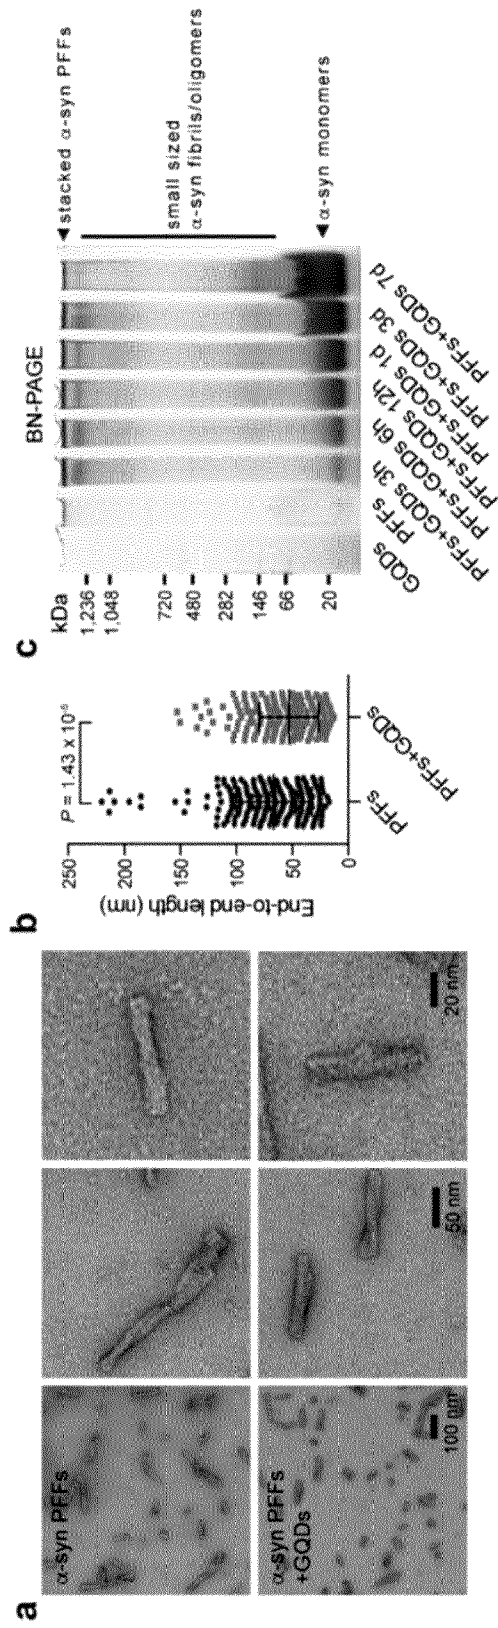 a
α-syn PFFs
α-syn PFFs
+GQDs
100 nm
50 nm
20 nm
b
P = 1.43 x 10⁻⁵
End-to-end length (nm)
250
200
150
100
50
0
PFFs
PFFs+GQDs
c
BN-PAGE
kDa
1,236
1,048
720
480
282
146
66
20
stacked α-syn PFFs
small sized
α-syn fibrils/oligomers
α-syn monomers
GQDs
PFFs
PFFs+GQDs 3h
PFFs+GQDs 6h
PFFs+GQDs 12h
PFFs+GQDs 1d
PFFs+GQDs 3d
PFFs+GQDs 7d